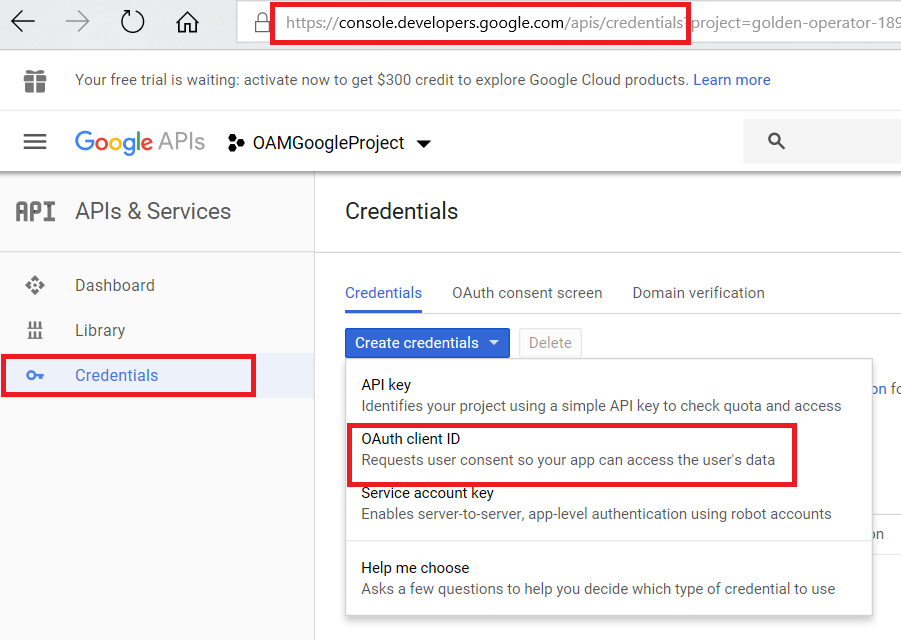 https://console.developers.google.com/apis/credentials?project=golden-operator-189
Your free trial is waiting: activate now to get $300 credit to explore Google Cloud products. Learn more
Google APIs OAMGoogleProject
API APIs & Services
Credentials
Dashboard
Library
Credentials
Credentials OAuth consent screen Domain verification
Create credentials Delete
API key
Identifies your project using a simple API key to check quota and access
OAuth client ID
Requests user consent so your app can access the user's data
Service account key
Enables server-to-server, app-level authentication using robot accounts
Help me choose
Asks a few questions to help you decide which type of credential to use